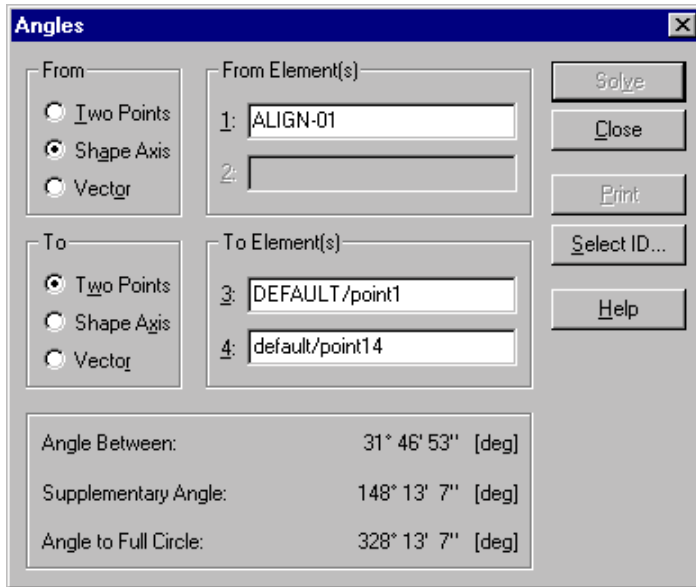 Angles
From
Two Points
Shape Axis
Vector
From Element(s)
1: ALIGN-01
2:
Solve
Close
Print
Select ID...
Help
To
Two Points
Shape Axis
Vector
To Element(s)
3: DEFAULT/point1
4: default/point14
Angle Between: 31° 46' 53" [deg]
Supplementary Angle: 148° 13' 7" [deg]
Angle to Full Circle: 328° 13' 7" [deg]